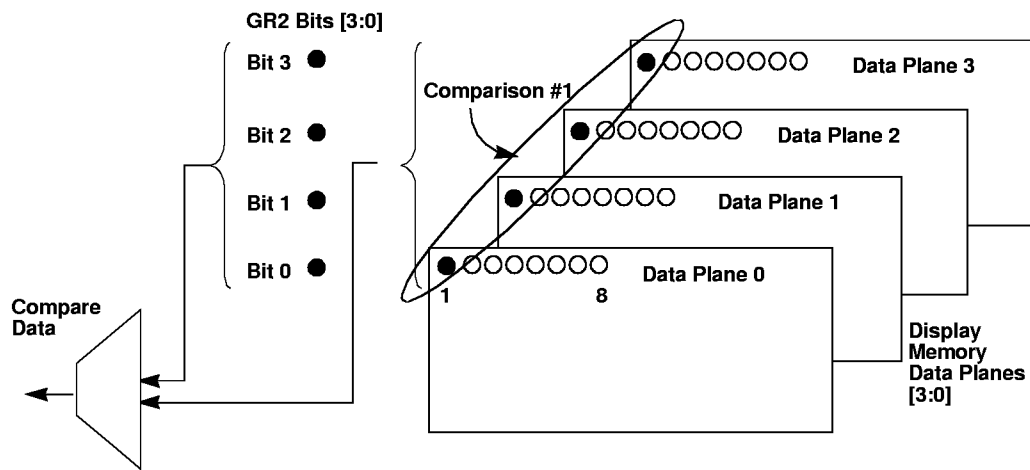 GR2 Bits [3:0]
Bit 3
Bit 2
Bit 1
Bit 0
Comparison #1
Data Plane 3
Data Plane 2
Data Plane 1
Data Plane 0
1 8
Compare
Data
Display
Memory
Data Planes
[3:0]